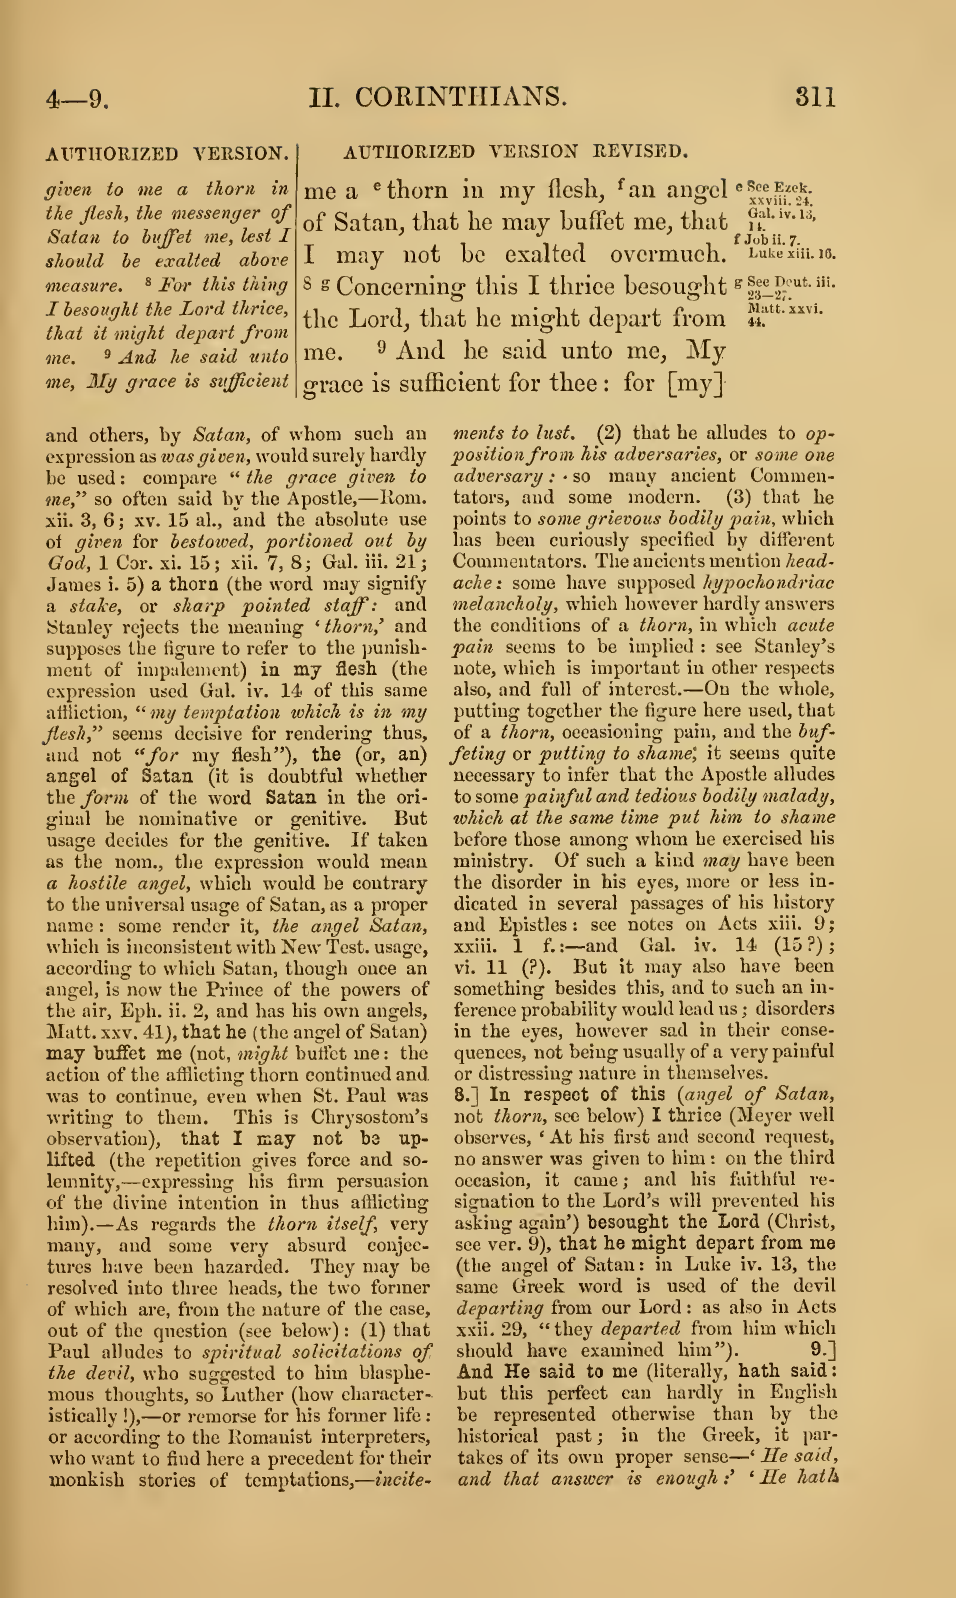 4—9.
II. CORINTHIANS.
311
AUTHORIZED VERSION.
given to me a thorn in
the flesh, the messenger of
Satan to buffet me, lest I
should be exalted above
measure. 8 For this thing
I besought the Lord thrice,
that it might depart from
me. 9 And he said unto
me, My grace is sufficient
AUTHORIZED VERSION REVISED.
me a e thorn in my flesh, f an angel
of Satan, that he may buffet me, that
I may not be exalted overmuch.
8 g Concerning this I thrice besought
the Lord, that he might depart from
me. 9 And he said unto me, My
grace is sufficient for thee: for [my]
e See Ezek.
xxviii. 24.
Gal. iv. 13,
14.
f Job ii. 7.
Luke xiii. 16.
g See Deut. iii.
23—27.
Matt. xxvi.
44.
and others, by Satan, of whom such an
expression as was given, would surely hardly
be used: compare "the grace given to
me," so often said by the Apostle,—Rom.
xii. 3, 6; xv. 15 al., and the absolute use
of given for bestowed, portioned out by
God, 1 Cor. xi. 15; xii. 7, 8; Gal. iii. 21;
James i. 5) a thorn (the word may signify
a stake, or sharp pointed staff: and
Stanley rejects the meaning 'thorn,' and
supposes the figure to refer to the punish-
ment of impalement) in my flesh (the
expression used Gal. iv. 14 of this same
affliction, "my temptation which is in my
flesh," seems decisive for rendering thus,
and not "for my flesh"), the (or, an)
angel of Satan (it is doubtful whether
the form of the word Satan in the ori-
ginal be nominative or genitive. But
usage decides for the genitive. If taken
as the nom., the expression would mean
a hostile angel, which would be contrary
to the universal usage of Satan, as a proper
name: some render it, the angel Satan,
which is inconsistent with New Test. usage,
according to which Satan, though once an
angel, is now the Prince of the powers of
the air, Eph. ii. 2, and has his own angels,
Matt. xxv. 41), that he (the angel of Satan)
may buffet me (not, might buffet me: the
action of the afflicting thorn continued and
was to continue, even when St. Paul was
writing to them. This is Chrysostom's
observation), that I may not be up-
lifted (the repetition gives force and so-
lemnity,—expressing his firm persuasion
of the divine intention in thus afflicting
him).—As regards the thorn itself, very
many, and some very absurd conjec-
tures have been hazarded. They may be
resolved into three heads, the two former
of which are, from the nature of the case,
out of the question (see below): (1) that
Paul alludes to spiritual solicitations of
the devil, who suggested to him blasphe-
mous thoughts, so Luther (how character-
istically!),—or remorse for his former life:
or according to the Romanist interpreters,
who want to find here a precedent for their
monkish stories of temptations,—incite-
ments to lust. (2) that he alludes to op-
position from his adversaries, or some one
adversary: so many ancient Commen-
tators, and some modern. (3) that he
points to some grievous bodily pain, which
has been curiously specified by different
Commentators. The ancients mention head-
ache: some have supposed hypochondriac
melancholy, which however hardly answers
the conditions of a thorn, in which acute
pain seems to be implied: see Stanley's
note, which is important in other respects
also, and full of interest.—On the whole,
putting together the figure here used, that
of a thorn, occasioning pain, and the buf-
feting or putting to shame, it seems quite
necessary to infer that the Apostle alludes
to some painful and tedious bodily malady,
which at the same time put him to shame
before those among whom he exercised his
ministry. Of such a kind may have been
the disorder in his eyes, more or less in-
dicated in several passages of his history
and Epistles: see notes on Acts xiii. 9;
xxiii. 1 f.:—and Gal. iv. 14 (15?);
vi. 11 (?). But it may also have been
something besides this, and to such an in-
ference probability would lead us; disorders
in the eyes, however sad in their conse-
quences, not being usually of a very painful
or distressing nature in themselves.
8.] In respect of this (angel of Satan,
not thorn, see below) I thrice (Meyer well
observes, 'At his first and second request,
no answer was given to him: on the third
occasion, it came; and his faithful re-
signation to the Lord's will prevented his
asking again') besought the Lord (Christ,
see ver. 9), that he might depart from me
(the angel of Satan: in Luke iv. 13, the
same Greek word is used of the devil
departing from our Lord: as also in Acts
xxii. 29, "they departed from him which
should have examined him"). 9.]
And He said to me (literally, hath said:
but this perfect can hardly in English
be represented otherwise than by the
historical past; in the Greek, it par-
takes of its own proper sense—'He said,
and that answer is enough:' 'He hath